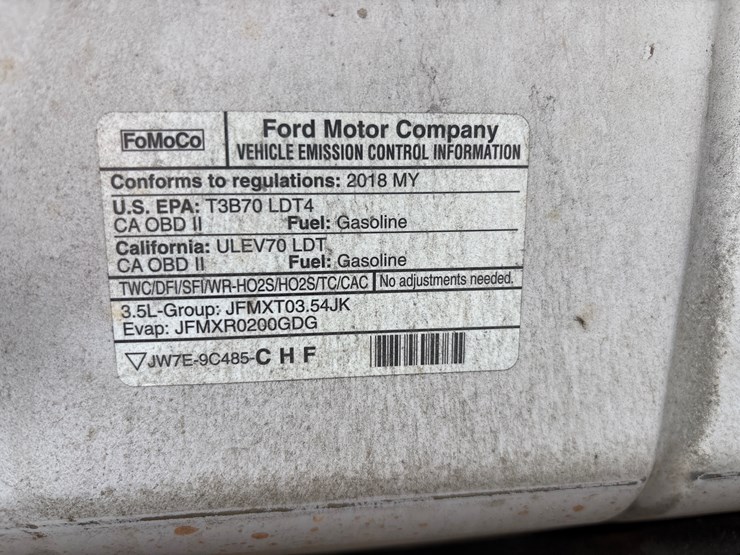 FoMoCo
Ford Motor Company
VEHICLE EMISSION CONTROL INFORMATION
Conforms to regulations: 2018 MY
U.S. EPA: T3B70 LDT4
CA OBD II Fuel: Gasoline
California: ULEV70 LDT
CA OBD II Fuel: Gasoline
TWC/DFI/SFI/WR-HO2S/HO2S/TC/CAC No adjustments needed.
3.5L-Group: JFMXT03.54JK
Evap: JFMXR0200GDG
JW7E-9C485-C H F